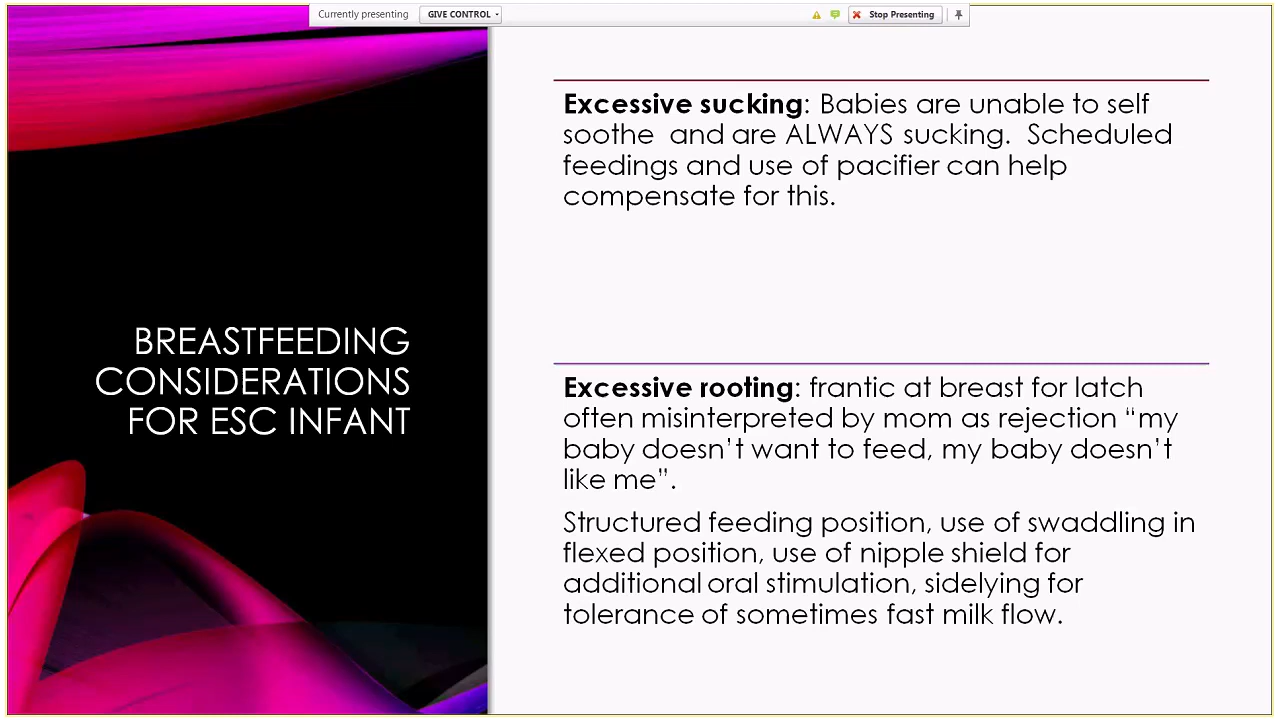 Currently presenting GIVE CONTROL Stop Presenting
BREASTFEEDING
CONSIDERATIONS
FOR ESC INFANT
Excessive sucking: Babies are unable to self
soothe and are ALWAYS sucking. Scheduled
feedings and use of pacifier can help
compensate for this.
Excessive rooting: frantic at breast for latch
often misinterpreted by mom as rejection “my
baby doesn’t want to feed, my baby doesn’t
like me”.
Structured feeding position, use of swaddling in
flexed position, use of nipple shield for
additional oral stimulation, sidelying for
tolerance of sometimes fast milk flow.